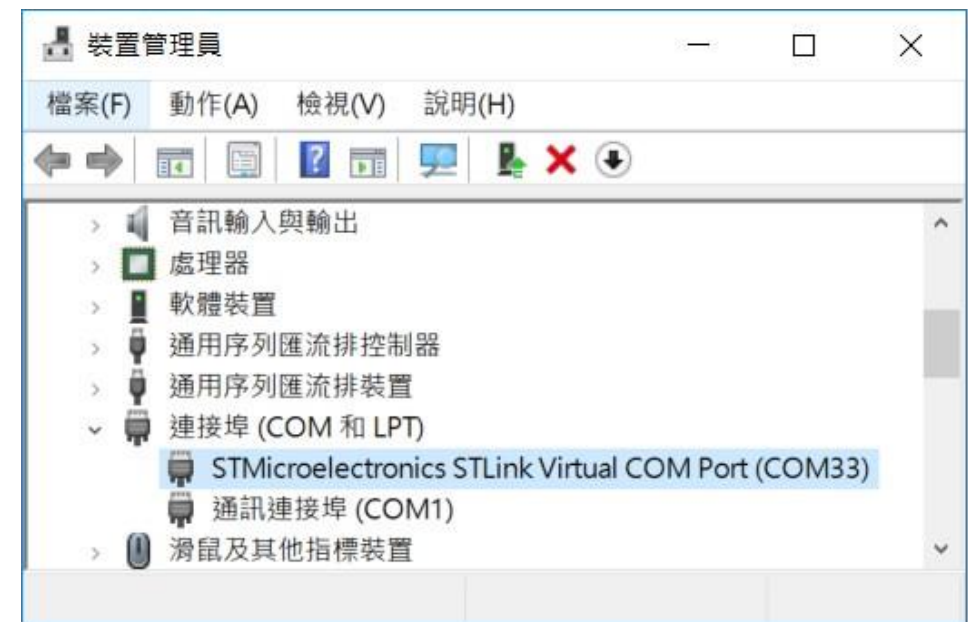 裝置管理員
檔案(F) 動作(A) 檢視(V) 說明(H)
音訊輸入與輸出
處理器
軟體裝置
通用序列匯流排控制器
通用序列匯流排裝置
連接埠 (COM 和 LPT)
STMicroelectronics STLink Virtual COM Port (COM33)
通訊連接埠 (COM1)
滑鼠及其他指標裝置